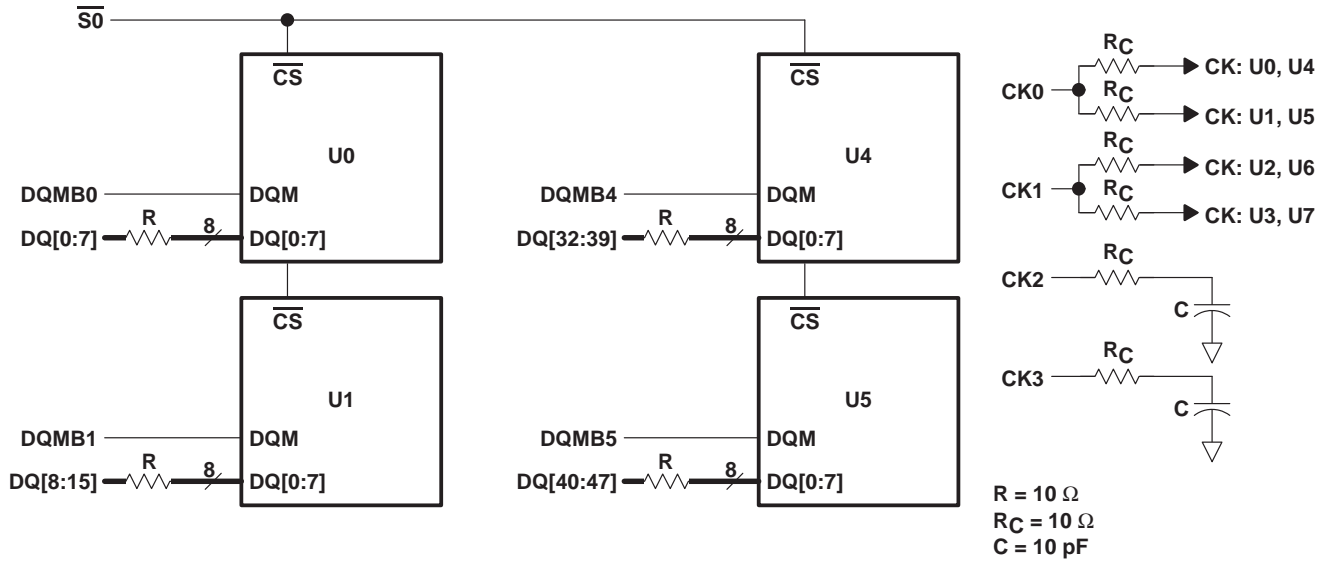 S0
CS
U0
DQMB0
DQM
R
8
DQ[0:7]
DQ[0:7]
CS
U4
DQMB4
DQM
R
8
DQ[32:39]
DQ[0:7]
CS
U1
DQMB1
DQM
R
8
DQ[8:15]
DQ[0:7]
CS
U5
DQMB5
DQM
R
8
DQ[40:47]
DQ[0:7]
RC
CK: U0, U4
CK0
RC
CK: U1, U5
RC
CK: U2, U6
CK1
RC
CK: U3, U7
RC
CK2
C
RC
CK3
C
R = 10 Ω
RC = 10 Ω
C = 10 pF